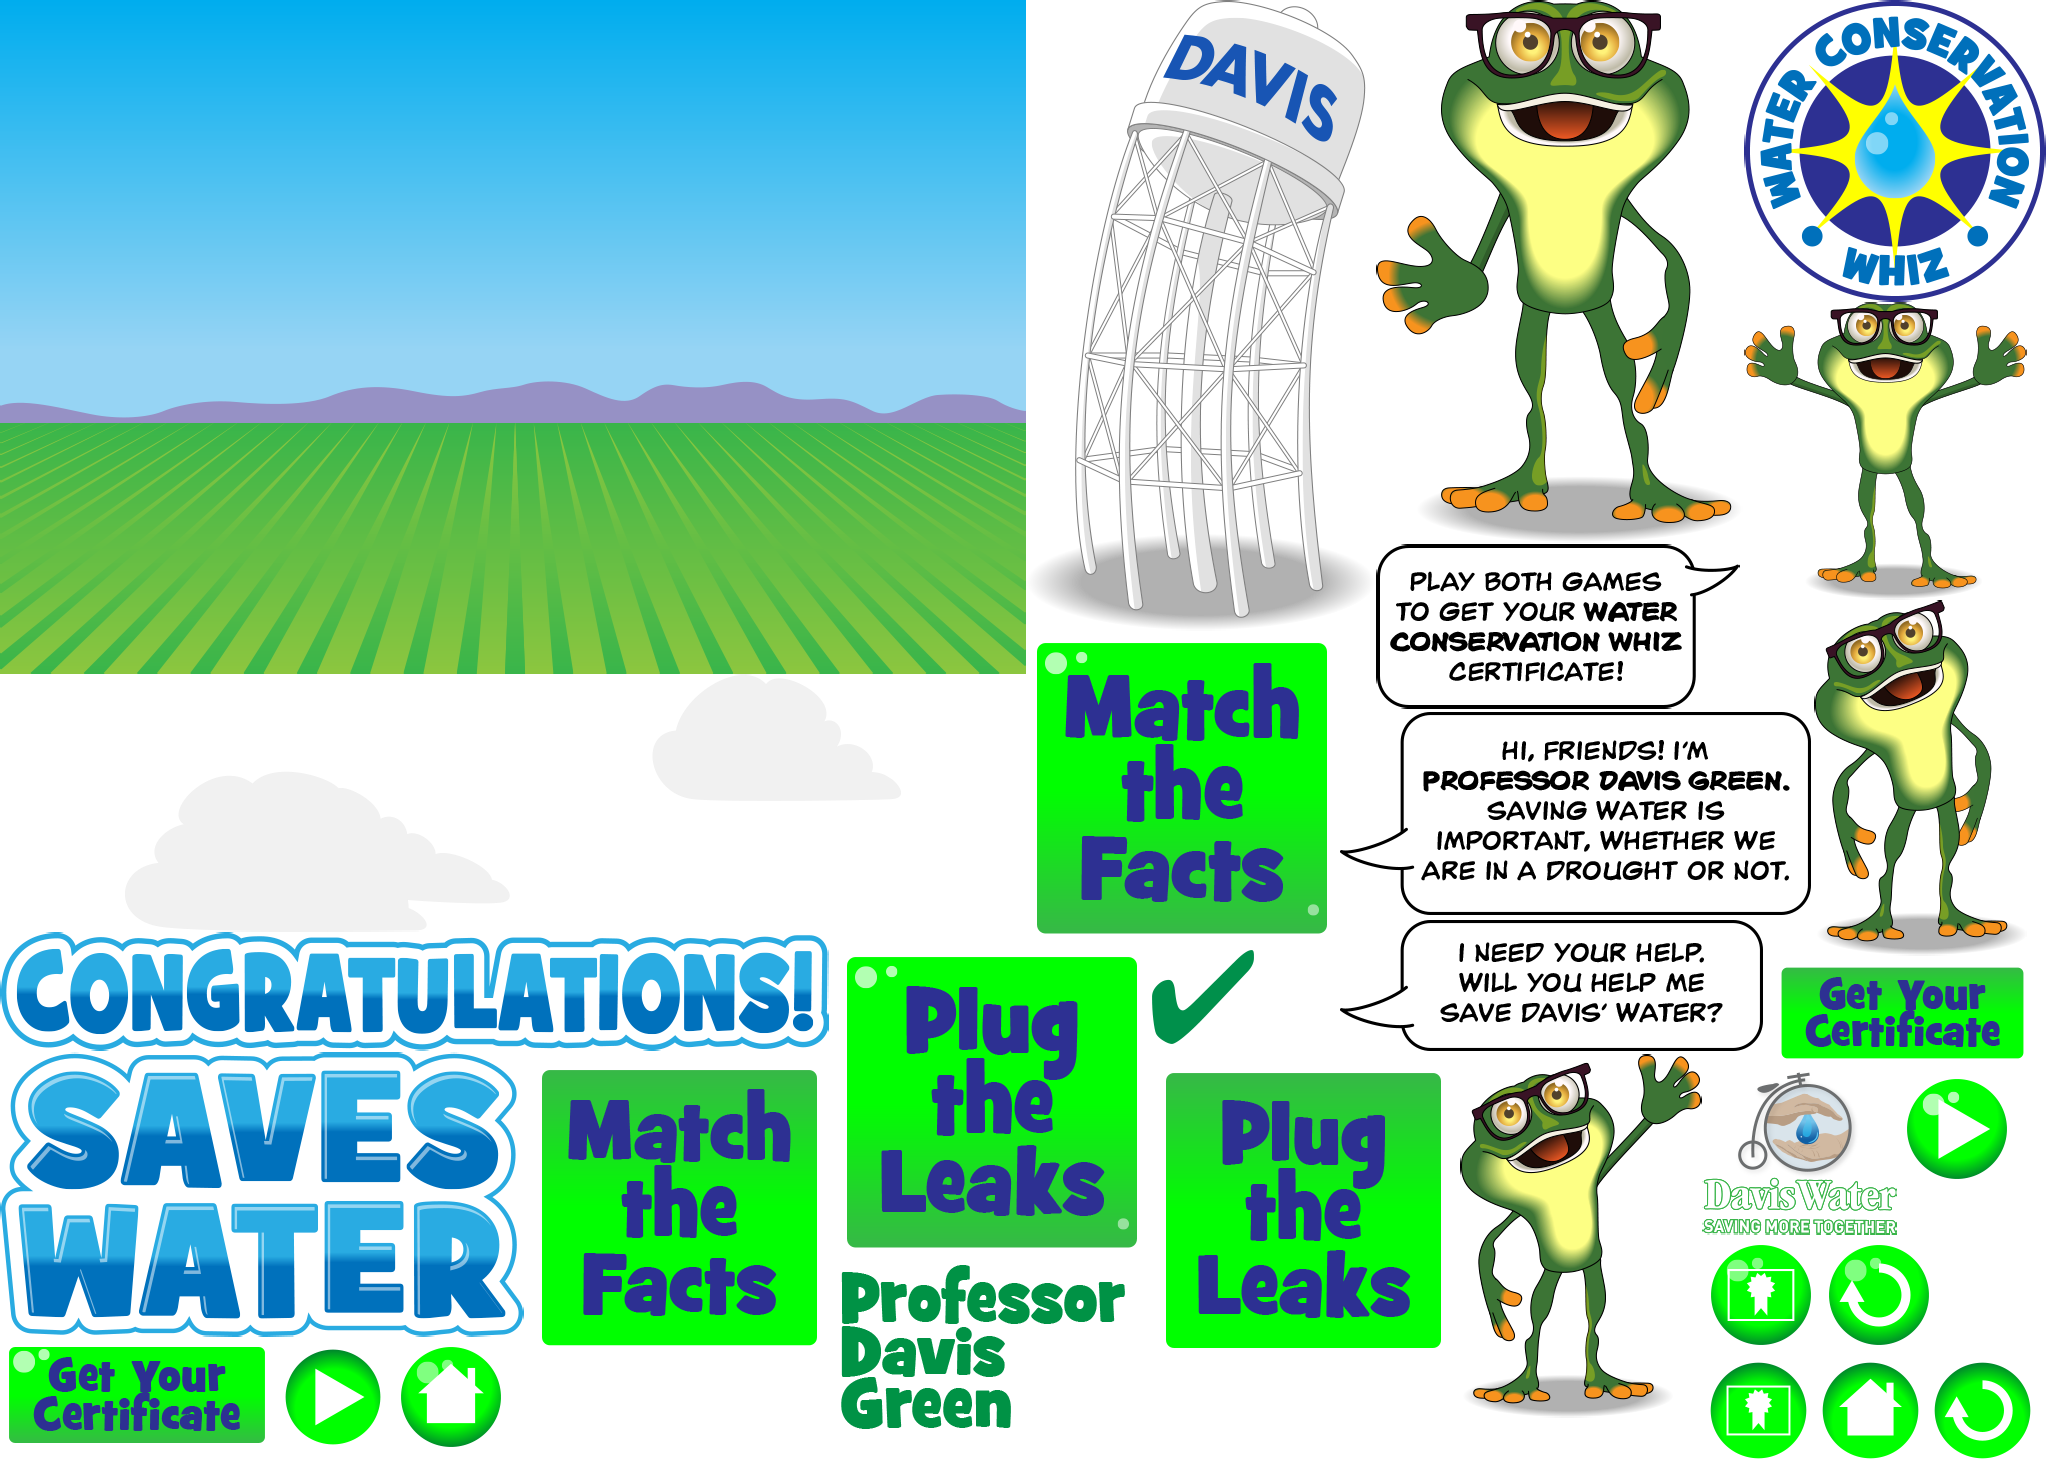 DAVIS
WATER CONSERVATION
WHIZ
PLAY BOTH GAMES
TO GET YOUR WATER
CONSERVATION WHIZ
CERTIFICATE!
Match
the
Facts
HI, FRIENDS! I'M
PROFESSOR DAVIS GREEN.
SAVING WATER IS
IMPORTANT, WHETHER WE
ARE IN A DROUGHT OR NOT.
I NEED YOUR HELP.
WILL YOU HELP ME
SAVE DAVIS' WATER?
CONGRATULATIONS!
Plug
the
Leaks
Get Your
Certificate
SAVES
WATER
Match
the
Facts
Plug
the
Leaks
Davis Water
SAVING MORE TOGETHER
Professor
Davis
Green
Get Your
Certificate